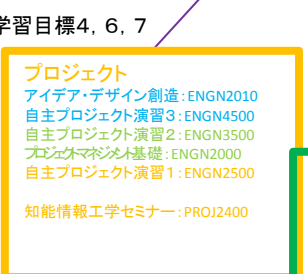 学習目標4，6，7
プロジェクト
アイデア・デザイン創造：ENGN2010
自主プロジェクト演習３：ENGN4500
自主プロジェクト演習２：ENGN3500
プロジェクトマネジメント基礎：ENGN2000
自主プロジェクト演習１：ENGN2500
知能情報工学セミナー：PROJ2400